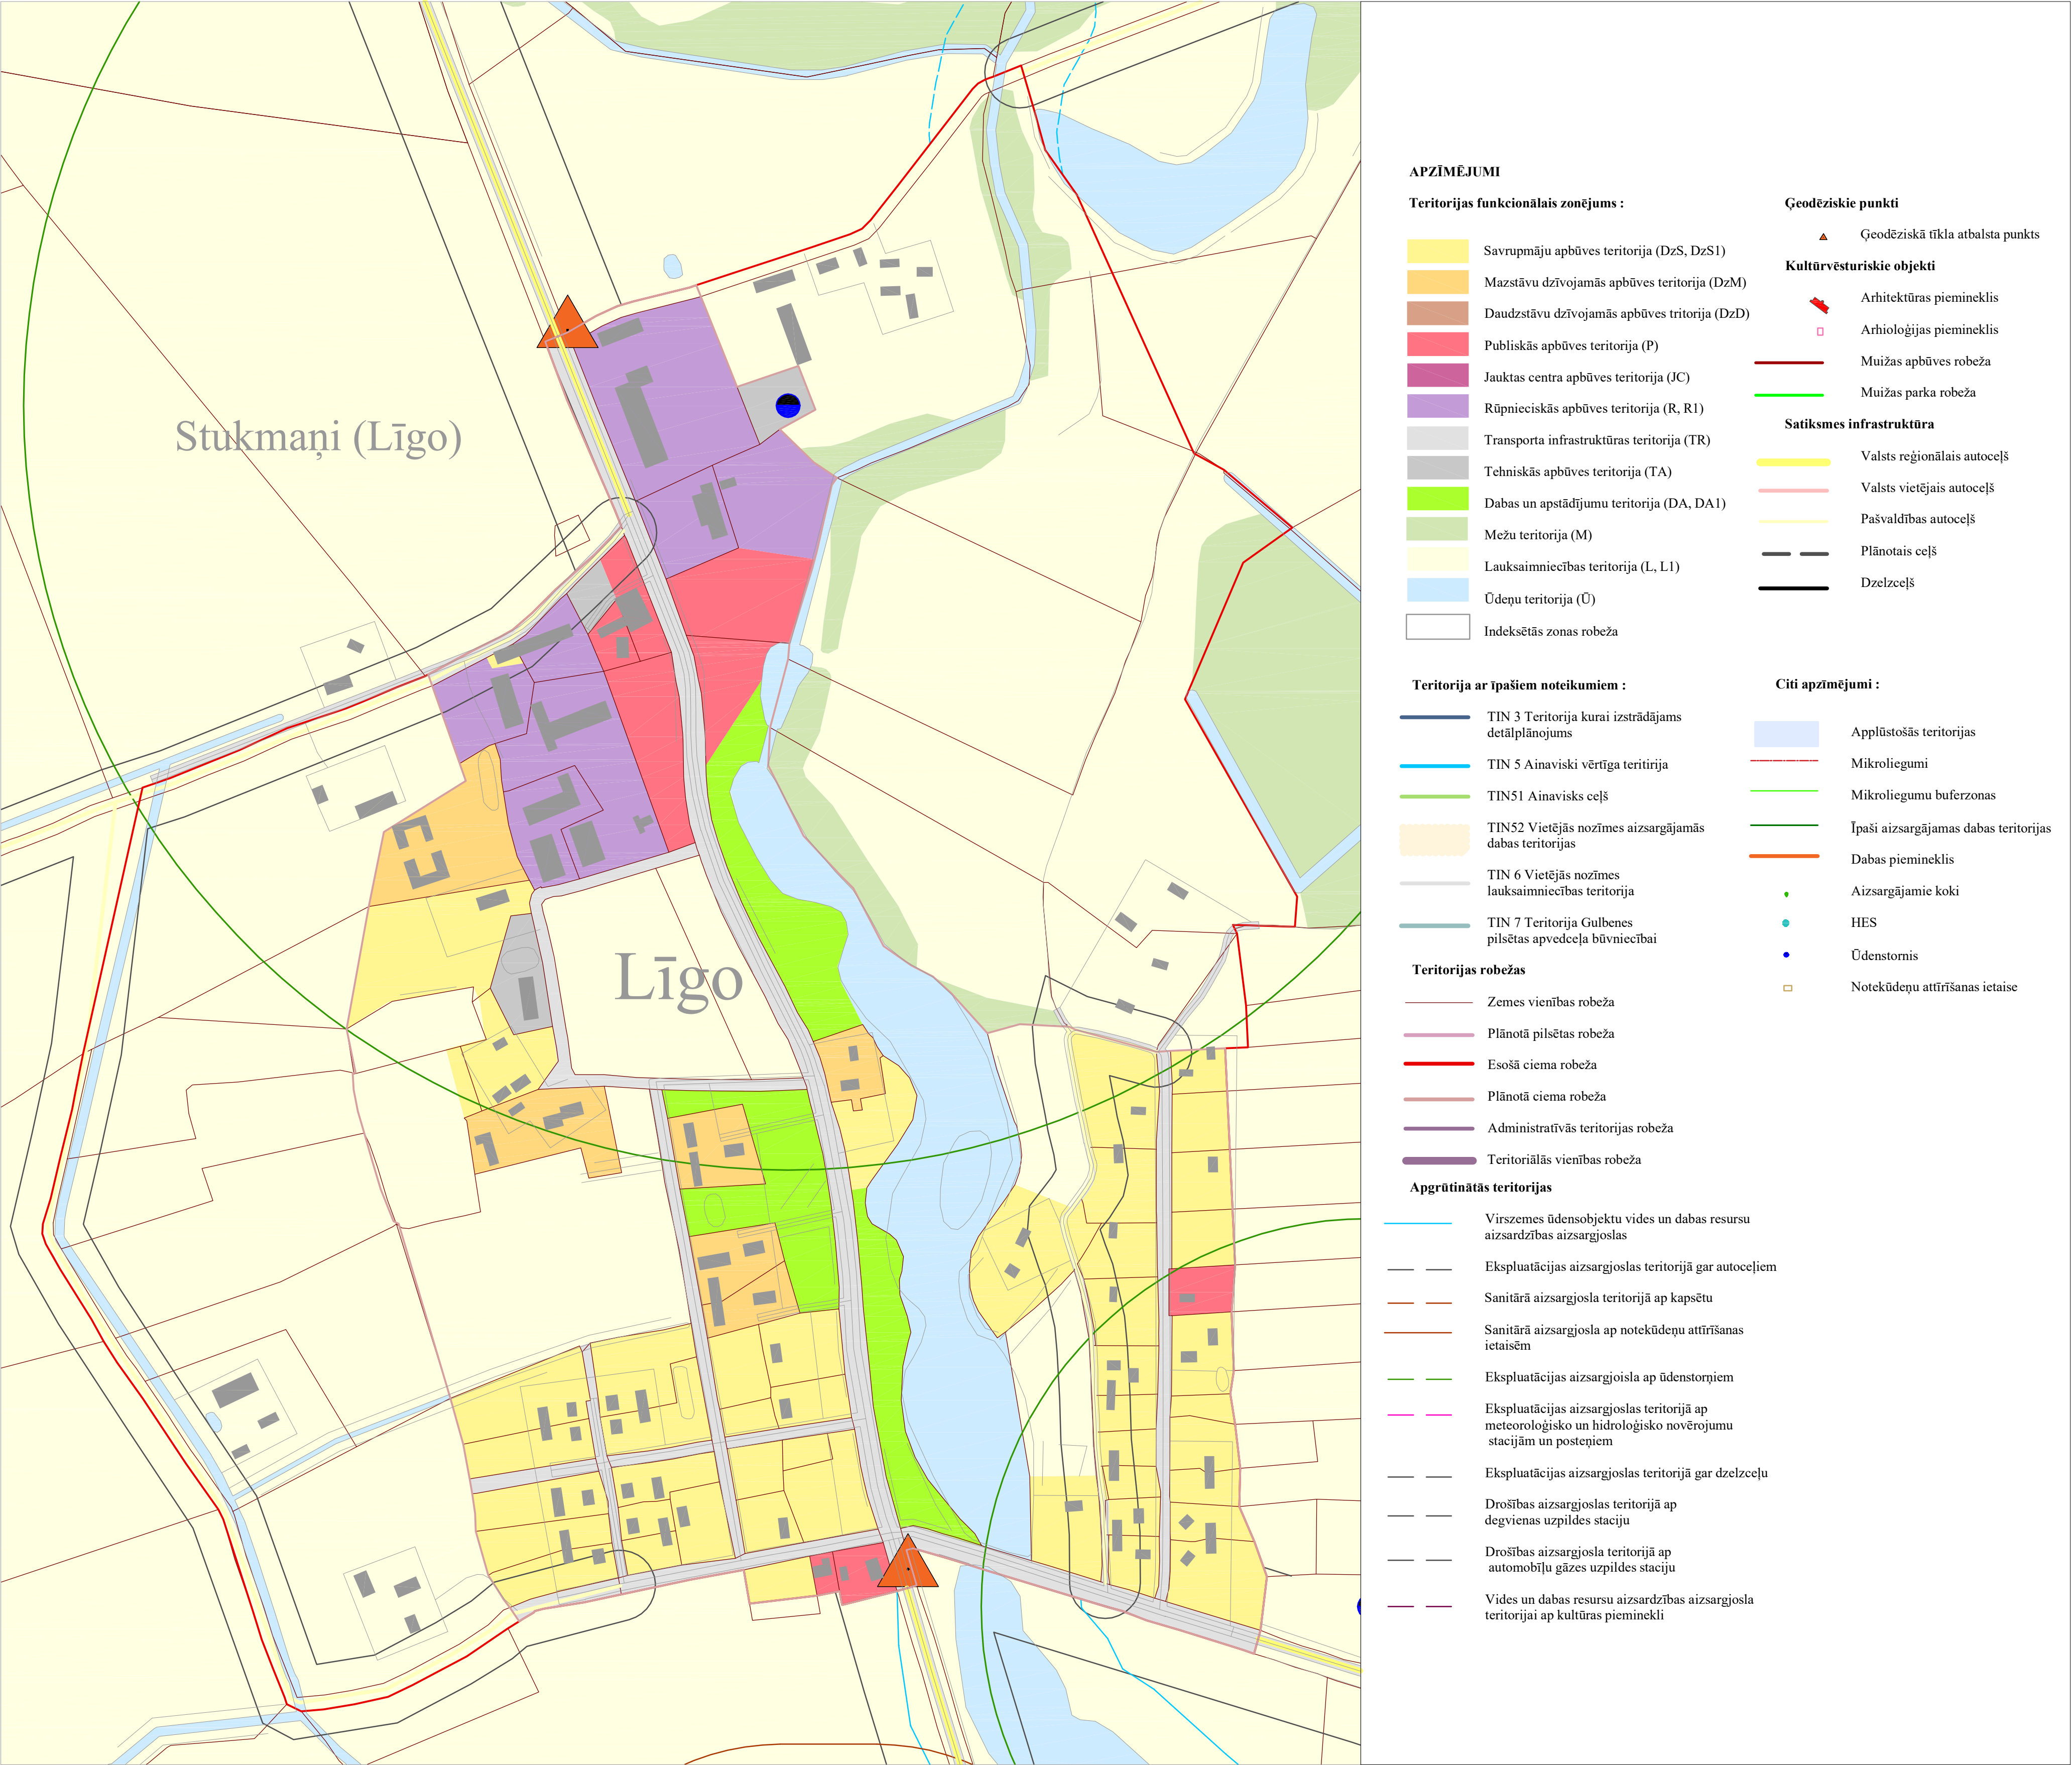 Stukmaņi (Līgo)
Līgo
APZĪMĒJUMI
Teritorijas funkcionālais zonējums :
Savrupmāju apbūves teritorija (DzS, DzS1)
Mazstāvu dzīvojamās apbūves teritorija (DzM)
Daudzstāvu dzīvojamās apbūves tritorija (DzD)
Publiskās apbūves teritorija (P)
Jauktas centra apbūves teritorija (JC)
Rūpnieciskās apbūves teritorija (R, R1)
Transporta infrastruktūras teritorija (TR)
Tehniskās apbūves teritorija (TA)
Dabas un apstādījumu teritorija (DA, DA1)
Mežu teritorija (M)
Lauksaimniecības teritorija (L, L1)
Ūdeņu teritorija (Ū)
Indeksētās zonas robeža
Ģeodēziskie punkti
Ģeodēziskā tīkla atbalsta punkts
Kultūrvēsturiskie objekti
Arhitektūras piemineklis
Arhioloģijas piemineklis
Muižas apbūves robeža
Muižas parka robeža
Satiksmes infrastruktūra
Valsts reģionālais autoceļš
Valsts vietējais autoceļš
Pašvaldības autoceļš
Plānotais ceļš
Dzelzceļš
Teritorija ar īpašiem noteikumiem :
TIN 3 Teritorija kurai izstrādājams
detālplānojums
TIN 5 Ainaviski vērtīga teritirija
TIN51 Ainavisks ceļš
TIN52 Vietējās nozīmes aizsargājamās
dabas teritorijas
TIN 6 Vietējās nozīmes
lauksaimniecības teritorija
TIN 7 Teritorija Gulbenes
pilsētas apvedceļa būvniecībai
Teritorijas robežas
Zemes vienības robeža
Plānotā pilsētas robeža
Esošā ciema robeža
Plānotā ciema robeža
Administratīvās teritorijas robeža
Teritoriālās vienības robeža
Apgrūtinātās teritorijas
Virszemes ūdensobjektu vides un dabas resursu
aizsardzības aizsargjoslas
Ekspluatācijas aizsargjoslas teritorijā gar autoceļiem
Sanitārā aizsargjosla teritorijā ap kapsētu
Sanitārā aizsargjosla ap notekūdeņu attīrīšanas
ietaisēm
Ekspluatācijas aizsargjoisla ap ūdenstorņiem
Ekspluatācijas aizsargjoslas teritorijā ap
meteoroloģisko un hidroloģisko novērojumu
stacijām un posteņiem
Ekspluatācijas aizsargjoslas teritorijā gar dzelzceļu
Drošības aizsargjoslas teritorijā ap
degvienas uzpildes staciju
Drošības aizsargjosla teritorijā ap
automobīļu gāzes uzpildes staciju
Vides un dabas resursu aizsardzības aizsargjosla
teritorijai ap kultūras pieminekli
Citi apzīmējumi :
Applūstošās teritorijas
Mikroliegumi
Mikroliegumu buferzonas
Īpaši aizsargājamas dabas teritorijas
Dabas piemineklis
Aizsargājamie koki
HES
Ūdenstornis
Notekūdeņu attīrīšanas ietaise